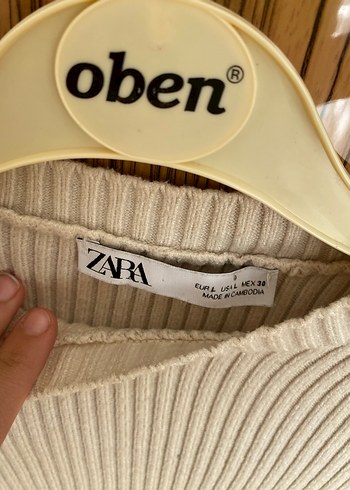 oben®
ZARA
EUR L USA L MEX 30
MADE IN CAMBODIA